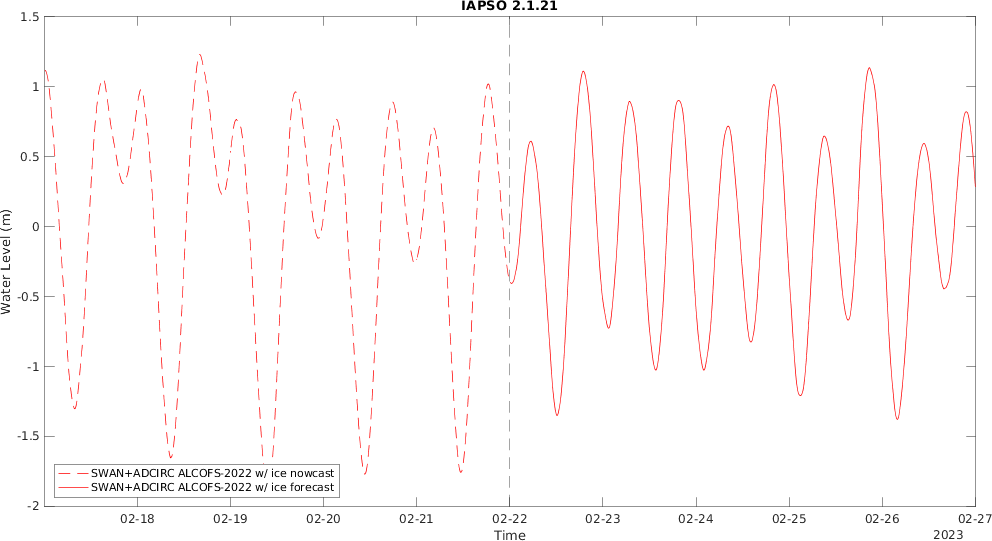 IAPSO 2.1.21
1.5
1
0.5
0
-0.5
-1
-1.5
-2
Water Level (m)
SWAN+ADCIRC ALCOFS-2022 w/ ice nowcast
SWAN+ADCIRC ALCOFS-2022 w/ ice forecast
02-18 02-19 02-20 02-21 02-22 02-23 02-24 02-25 02-26 02-27
Time
2023